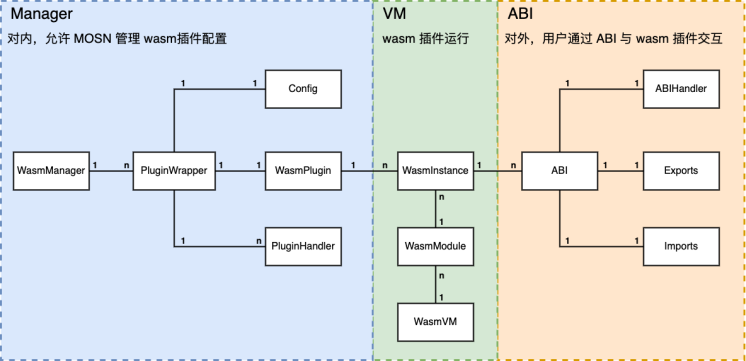 Manager
对内，允许 MOSN 管理 wasm插件配置
VM
wasm 插件运行
ABI
对外，用户通过 ABI 与 wasm 插件交互
1
1
Config
1
1
ABIHandler
WasmManager
1
n
PluginWrapper
1
1
WasmPlugin
1
n
WasmInstance
1
n
ABI
1
1
Exports
n
1
WasmModule
1
n
PluginHandler
1
1
Imports
n
1
WasmVM